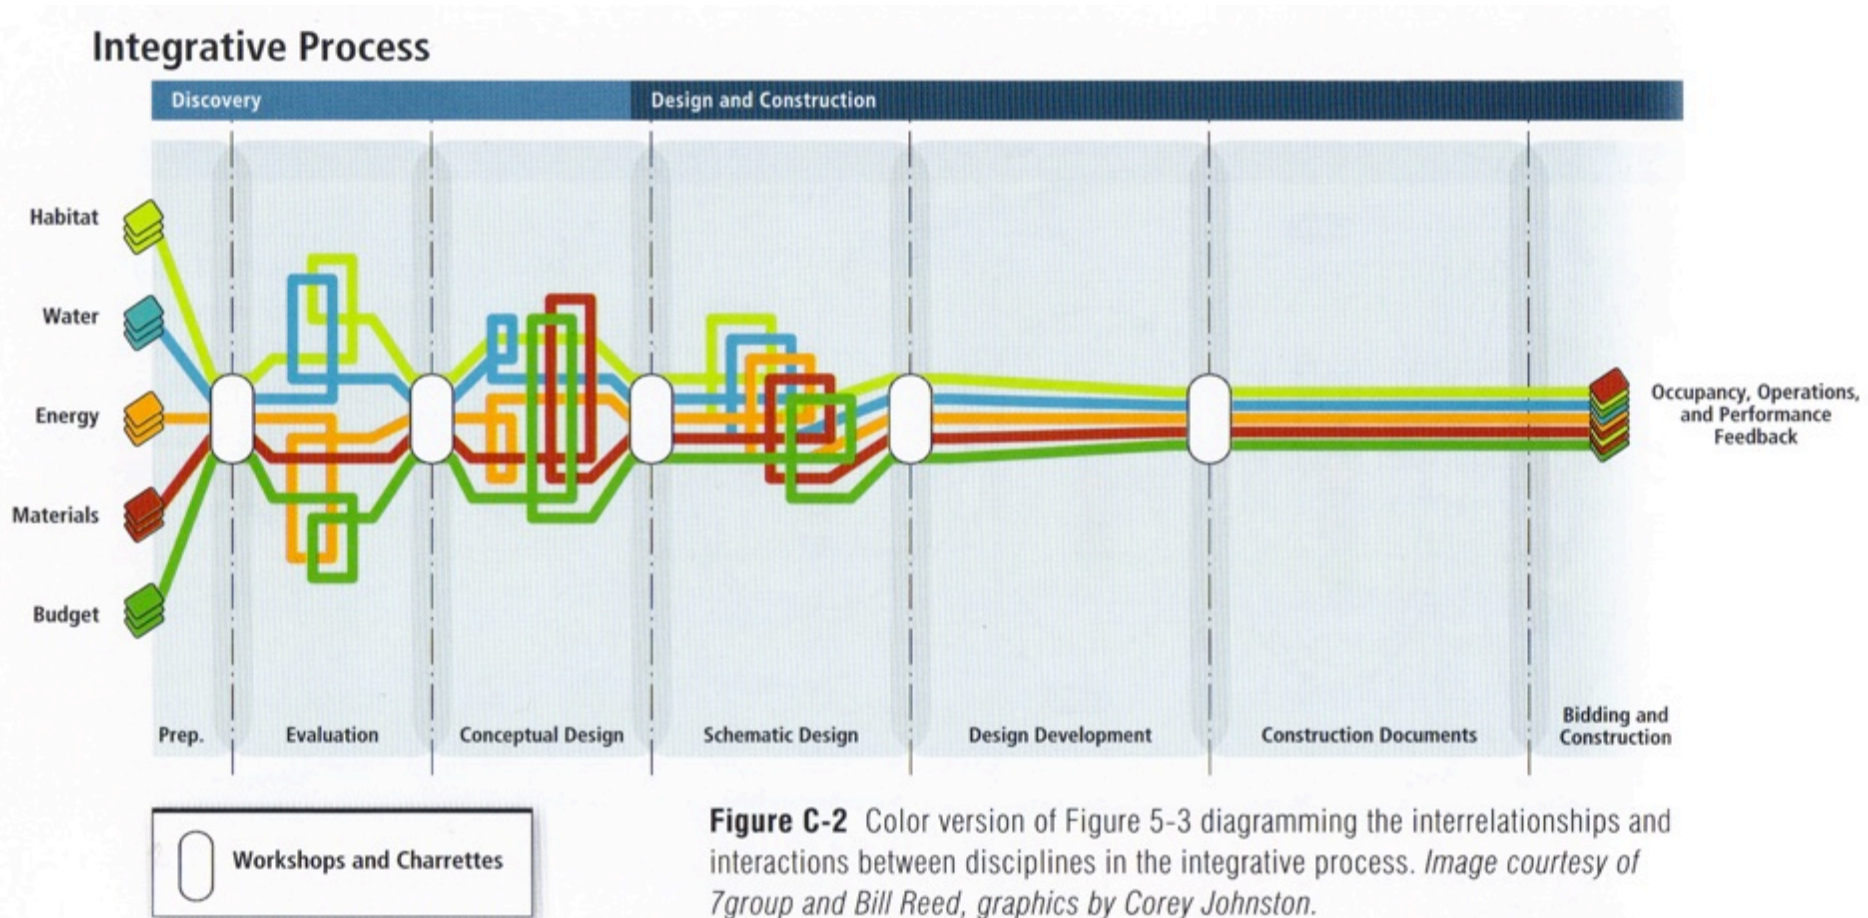 Integrative Process
Discovery
Design and Construction
Habitat
Water
Energy
Materials
Budget
Occupancy, Operations,
and Performance
Feedback
Prep.
Evaluation
Conceptual Design
Schematic Design
Design Development
Construction Documents
Bidding and
Construction
Workshops and Charrettes
Figure C-2 Color version of Figure 5-3 diagramming the interrelationships and
interactions between disciplines in the integrative process. Image courtesy of
7group and Bill Reed, graphics by Corey Johnston.